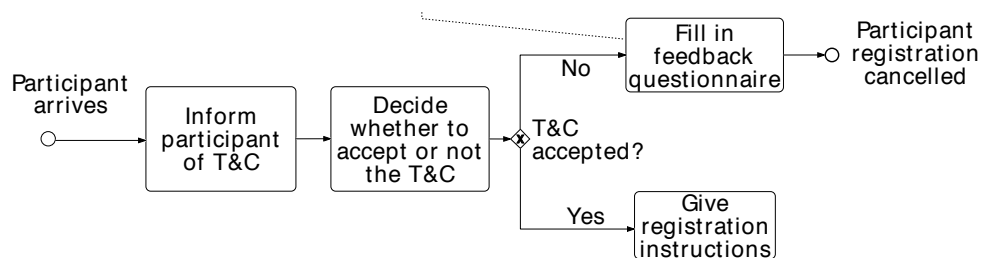 Participant
arrives
Inform
participant
of T&C
Decide
whether to
accept or not
the T&C
X
T&C
accepted?
No
Fill in
feedback
questionnaire
Participant
registration
cancelled
Yes
Give
registration
instructions